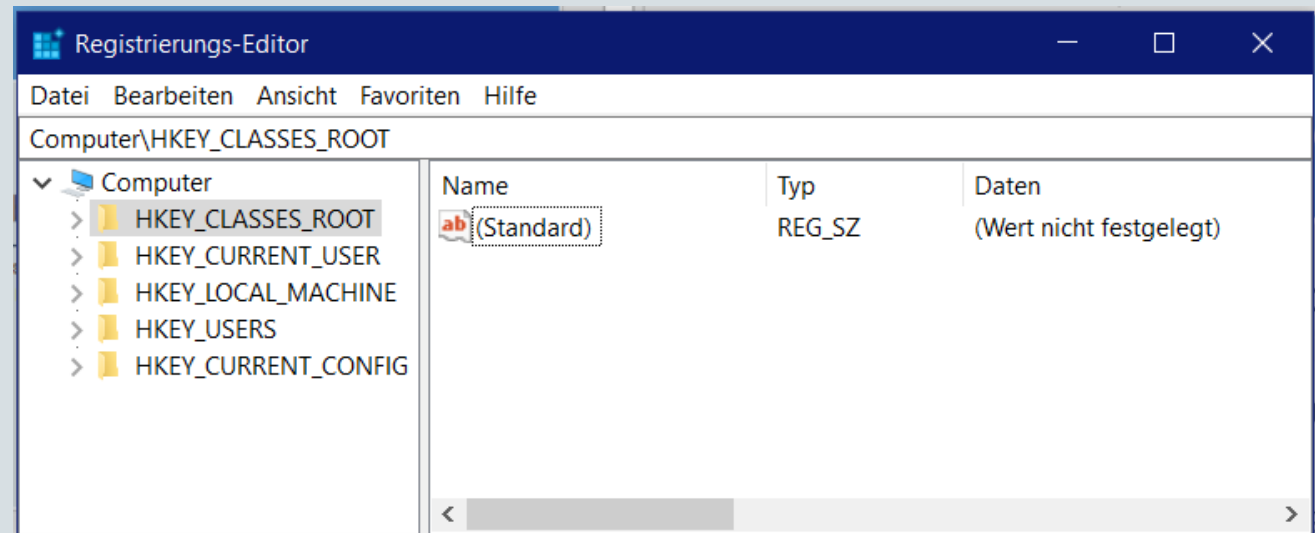 Registrierungs-Editor
Datei Bearbeiten Ansicht Favoriten Hilfe
Computer\HKEY_CLASSES_ROOT
Computer
HKEY_CLASSES_ROOT
HKEY_CURRENT_USER
HKEY_LOCAL_MACHINE
HKEY_USERS
HKEY_CURRENT_CONFIG
Name Typ Daten
ab (Standard) REG_SZ (Wert nicht festgelegt)